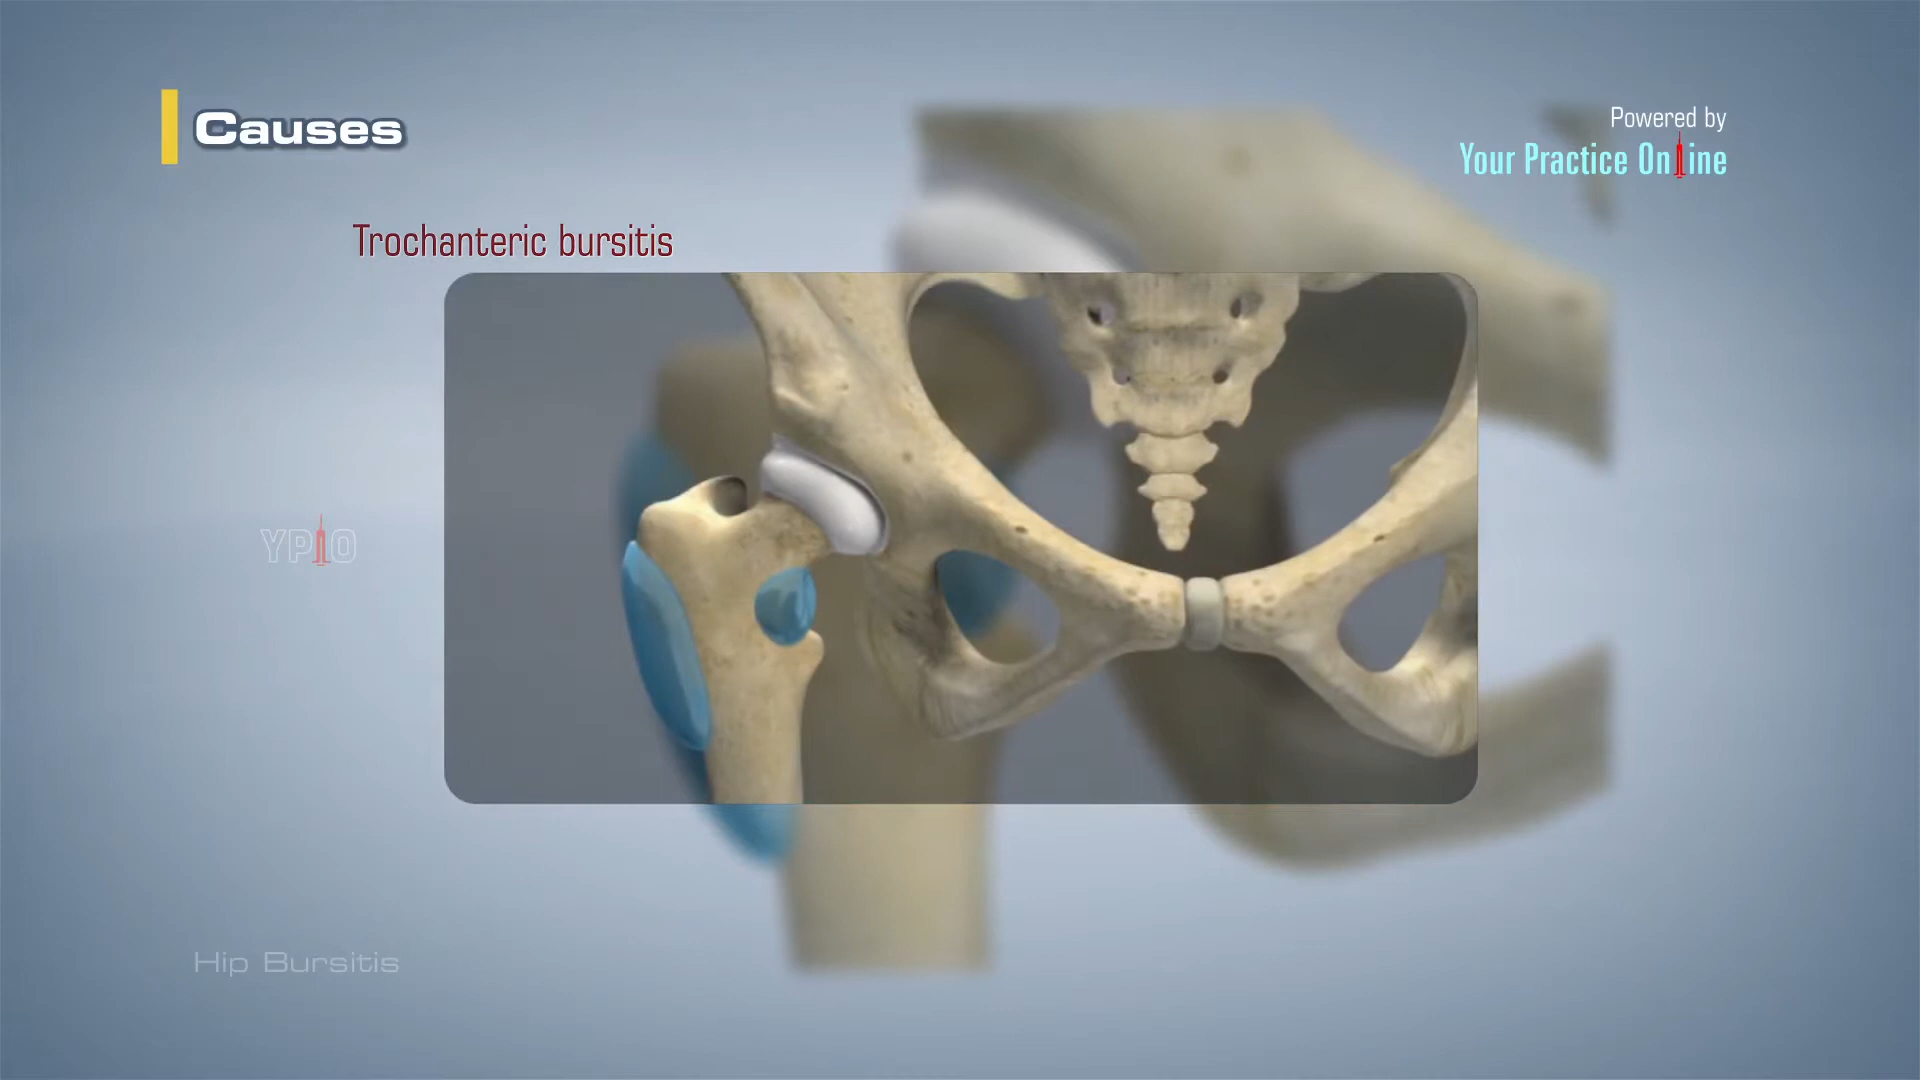 Causes
Powered by
Your Practice Online
Trochanteric bursitis
YPO
Hip Bursitis